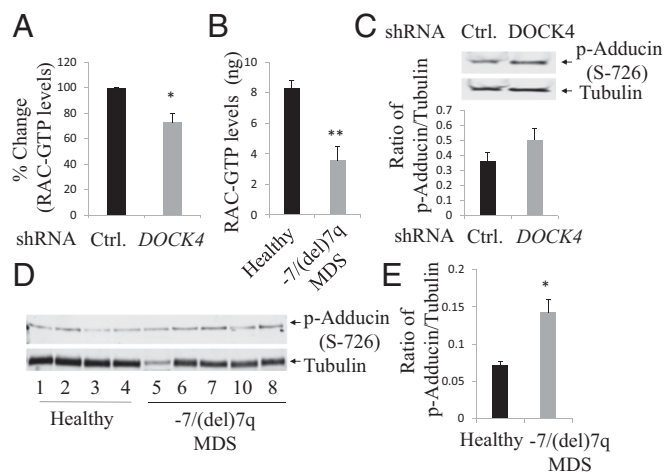 A
% Change
(RAC-GTP levels)
120
100
80
60
40
20
0
*
shRNA Ctrl. DOCK4
B
RAC-GTP levels (ng)
10
8
6
4
2
0
**
Healthy
-7/(del)7q
MDS
C
shRNA Ctrl. DOCK4
p-Adducin
(S-726)
Tubulin
Ratio of
p-Adducin/Tubulin
0.7
0.6
0.5
0.4
0.3
0.2
0.1
0
shRNA Ctrl. DOCK4
D
p-Adducin
(S-726)
Tubulin
1 2 3 4 5 6 7 10 8
Healthy -7/(del)7q
MDS
E
Ratio of
p-Adducin/Tubulin
0.2
0.15
0.1
0.05
0
*
Healthy -7/(del)7q
MDS